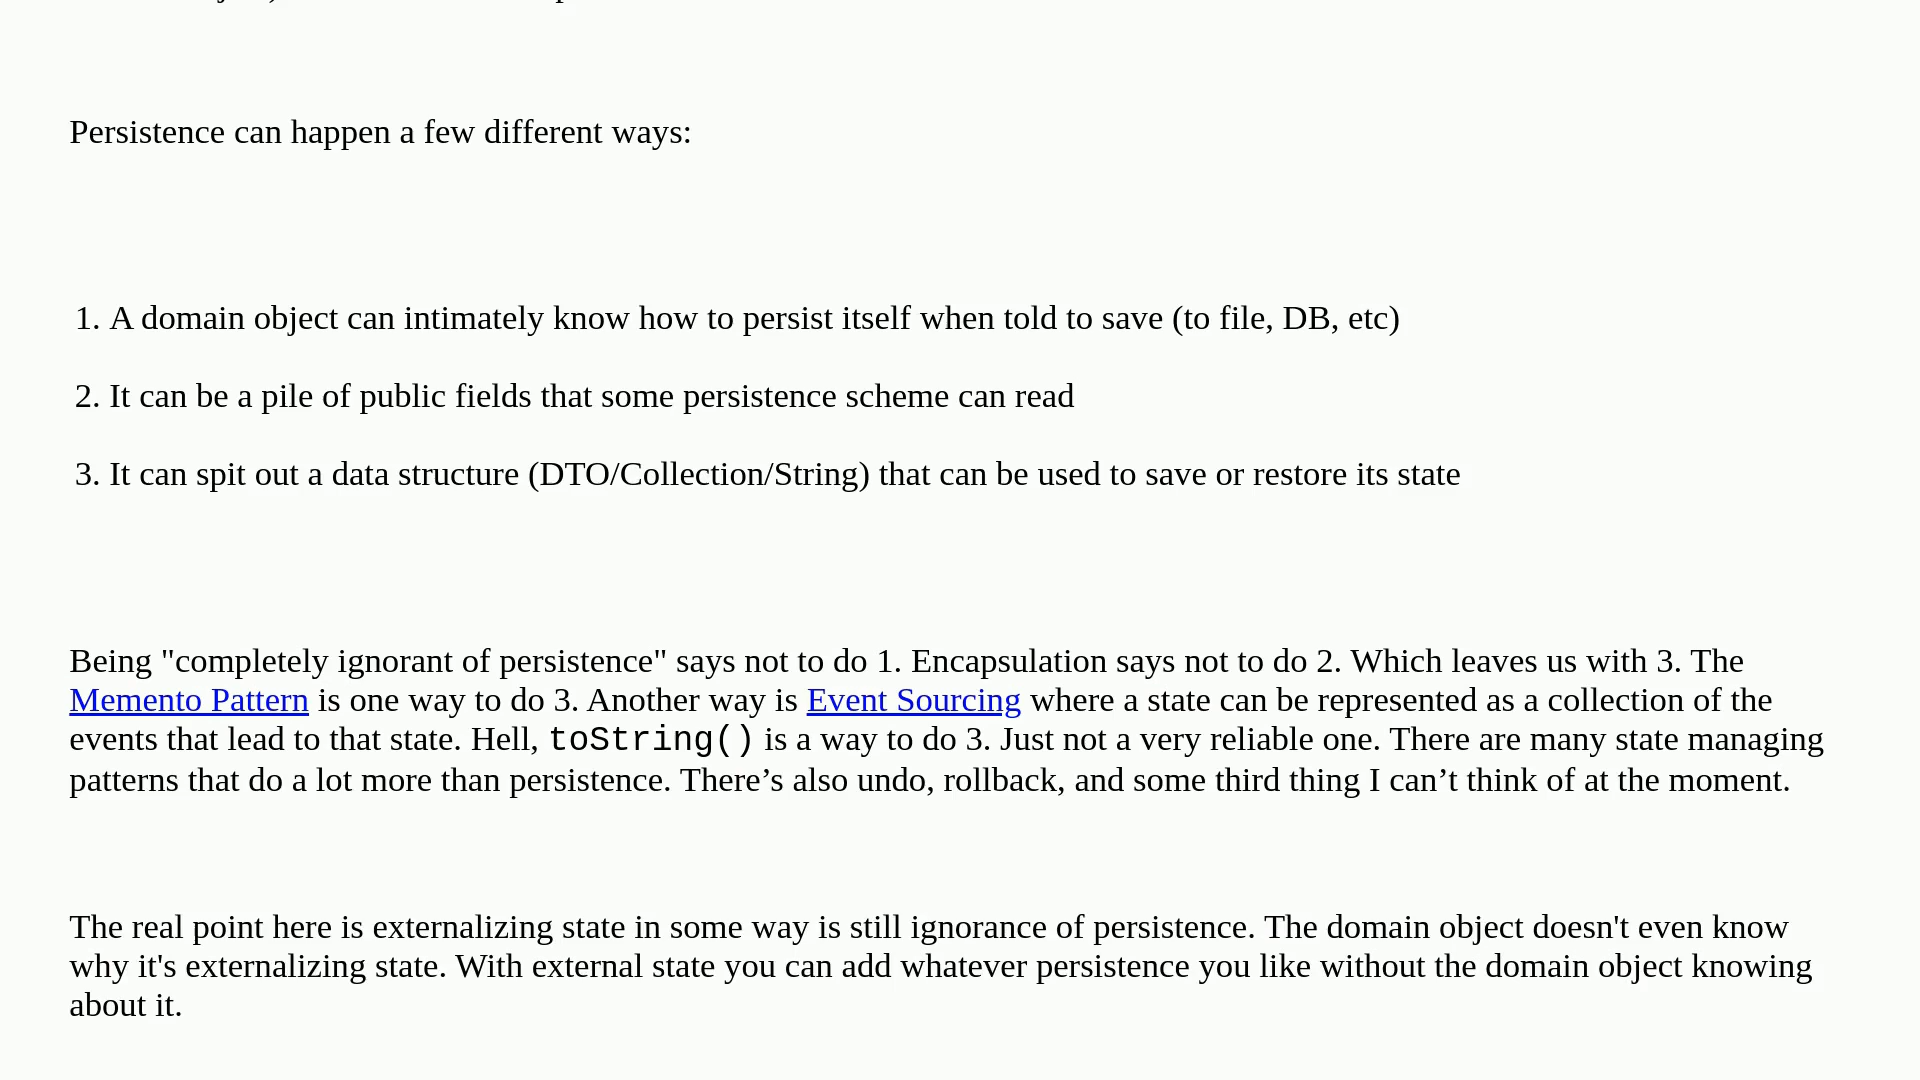 Persistence can happen a few different ways:
1. A domain object can intimately know how to persist itself when told to save (to file, DB, etc)
2. It can be a pile of public fields that some persistence scheme can read
3. It can spit out a data structure (DTO/Collection/String) that can be used to save or restore its state
Being "completely ignorant of persistence" says not to do 1. Encapsulation says not to do 2. Which leaves us with 3. The
Memento Pattern is one way to do 3. Another way is Event Sourcing where a state can be represented as a collection of the
events that lead to that state. Hell, toString() is a way to do 3. Just not a very reliable one. There are many state managing
patterns that do a lot more than persistence. There’s also undo, rollback, and some third thing I can’t think of at the moment.
The real point here is externalizing state in some way is still ignorance of persistence. The domain object doesn't even know
why it's externalizing state. With external state you can add whatever persistence you like without the domain object knowing
about it.